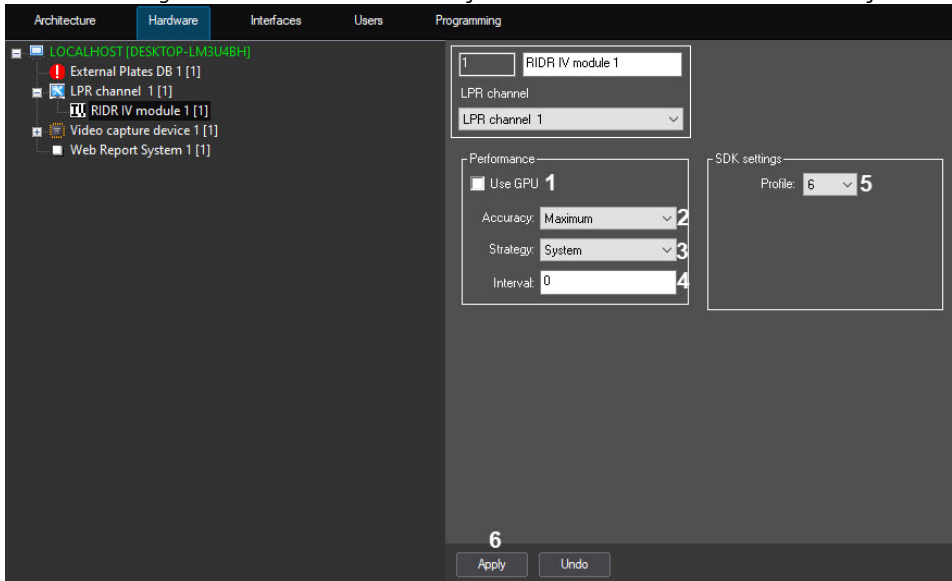 Architecture Hardware Interfaces Users Programming
LOCALHOST [DESKTOP-LM3U4BH]
External Plates DB 1 [1]
LPR channel 1 [1]
RIDR IV module 1 [1]
Video capture device 1 [1]
Web Report System 1 [1]
1 RIDR IV module 1
LPR channel
LPR channel 1
Performance
Use GPU 1
Accuracy: Maximum 2
Strategy: System 3
Interval: 0 4
SDK settings
Profile: 6 5
6
Apply Undo